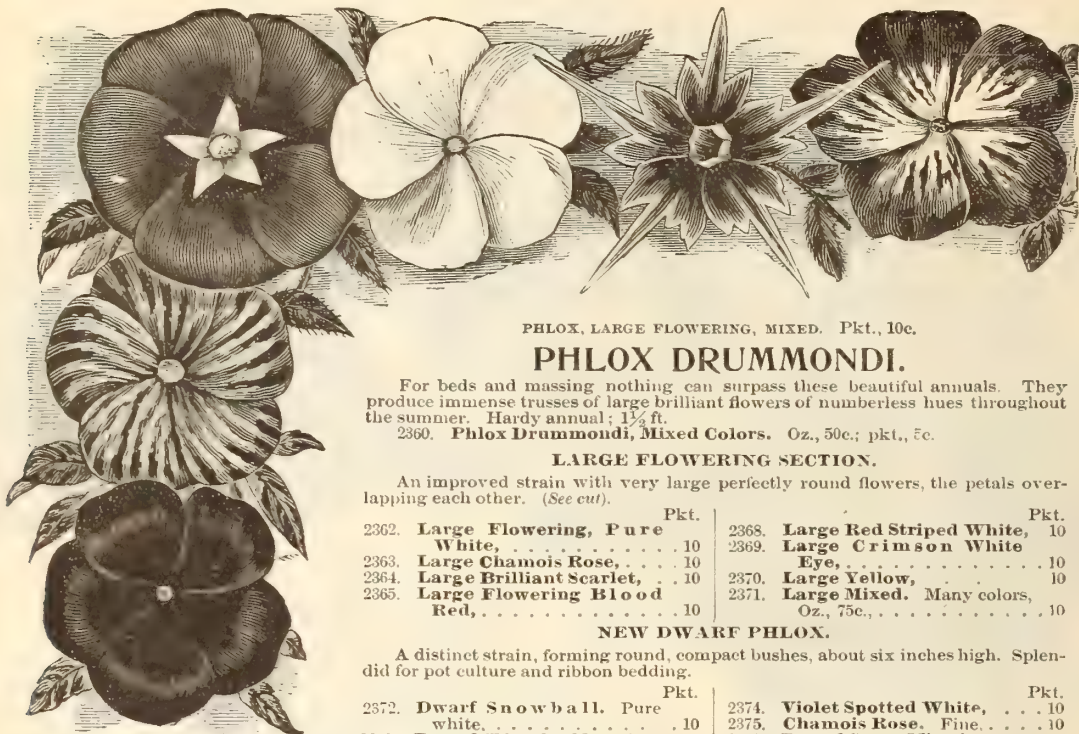 PHLOX, LARGE FLOWERING, MIXED. Pkt., 10c.
PHLOX DRUMMONDI.
For beds and massing nothing can surpass these beautiful annuals. They
produce immense trusses of large brilliant flowers of numberless hues throughout
the summer. Hardy annual; 1½ ft.
2360. Phlox Drummondi, Mixed Colors. Oz., 50c.; pkt., 5c.
LARGE FLOWERING SECTION.
An improved strain with very large perfectly round flowers, the petals over-
lapping each other. (See cut).
Pkt.
2362. Large Flowering, Pure
White, . . . . . . . . . . . 10
2363. Large Chamois Rose, . . . . 10
2364. Large Brilliant Scarlet, . . 10
2365. Large Flowering Blood
Red, . . . . . . . . . . . . 10
Pkt.
2368. Large Red Striped White, 10
2369. Large Crimson White
Eye, . . . . . . . . . . . . 10
2370. Large Yellow, . 10
2371. Large Mixed. Many colors,
Oz., 75c., . . . . . . . . . . 10
NEW DWARF PHLOX.
A distinct strain, forming round, compact bushes, about six inches high. Splen-
did for pot culture and ribbon bedding.
Pkt.
2372. Dwarf Snowball. Pure
white, . . . . . . . . . . . 10
Pkt.
2374. Violet Spotted White, . . . 10
2375. Chamois Rose. Fine, . . . . 10